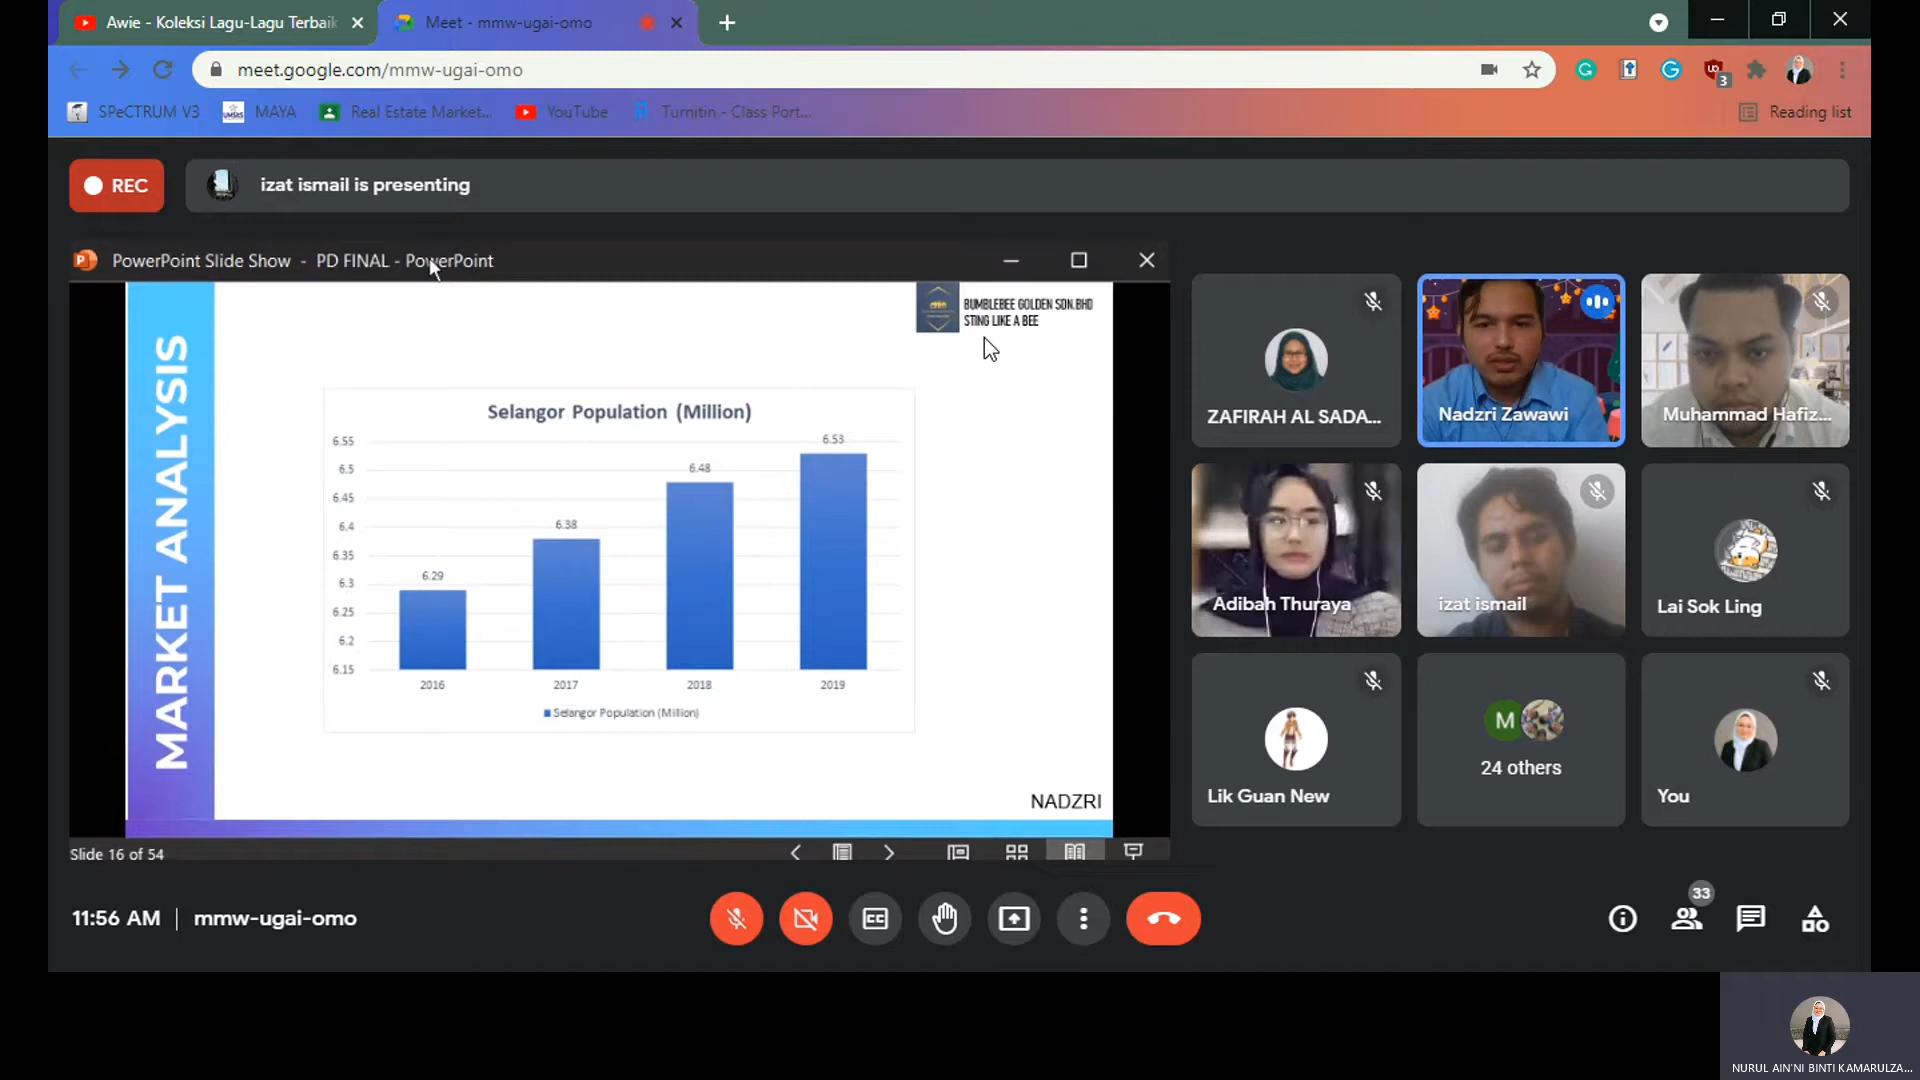 Awie - Koleksi Lagu-Lagu Terbaik
Meet - mmw-ugai-omo
meet.google.com/mmw-ugai-omo
3
SPeCTRUM V3
MAYA
Real Estate Market...
YouTube
Turnitin - Class Port...
Reading list
REC
izat ismail is presenting
PowerPoint Slide Show - PD FINAL - PowerPoint
MARKET ANALYSIS
BUMBLEBEE GOLDEN SDN.BHD
STING LIKE A BEE
Selangor Population (Million)
6.55
6.5
6.45
6.4
6.35
6.3
6.25
6.2
6.15
6.29
6.38
6.48
6.53
2016
2017
2018
2019
Selangor Population (Million)
NADZRI
Slide 16 of 54
ZAFIRAH AL SADA...
Nadzri Zawawi
Muhammad Hafiz...
Adibah Thuraya
izat ismail
Lai Sok Ling
Lik Guan New
M
24 others
You
11:56 AM | mmw-ugai-omo
33
NURUL AIN'NI BINTI KAMARULZA...